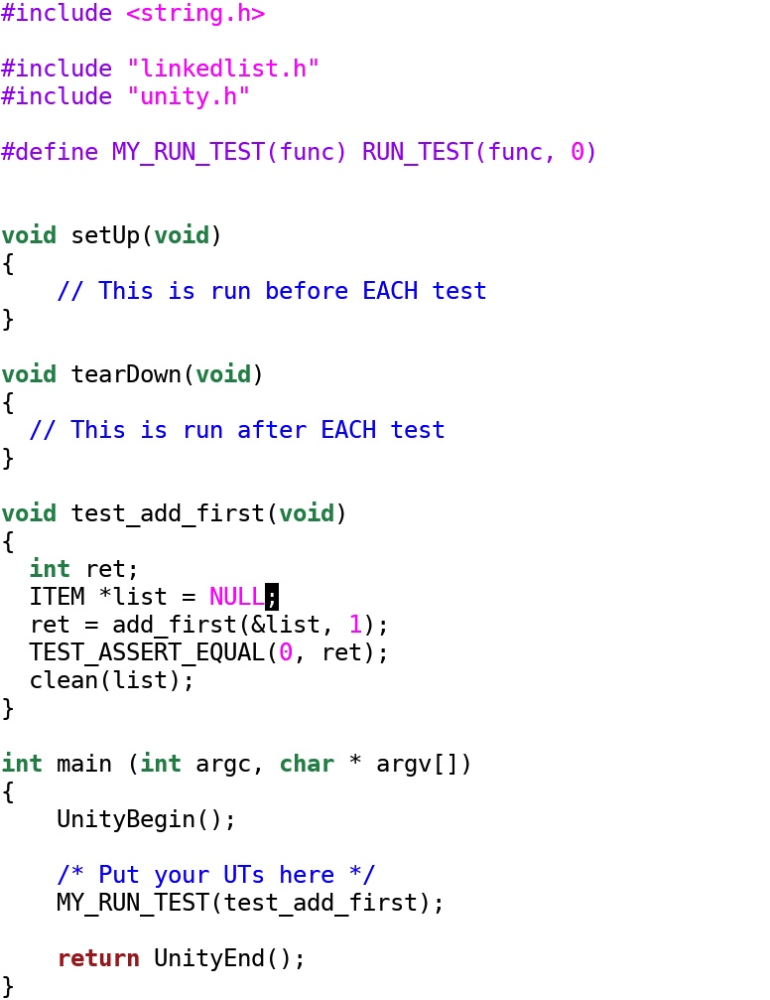 #include <string.h>

#include "linkedlist.h"
#include "unity.h"

#define MY_RUN_TEST(func) RUN_TEST(func, 0)


void setUp(void)
{
    // This is run before EACH test
}

void tearDown(void)
{
  // This is run after EACH test
}

void test_add_first(void)
{
  int ret;
  ITEM *list = NULL;
  ret = add_first(&list, 1);
  TEST_ASSERT_EQUAL(0, ret);
  clean(list);
}

int main (int argc, char * argv[])
{
    UnityBegin();

    /* Put your UTs here */
    MY_RUN_TEST(test_add_first);

    return UnityEnd();
}